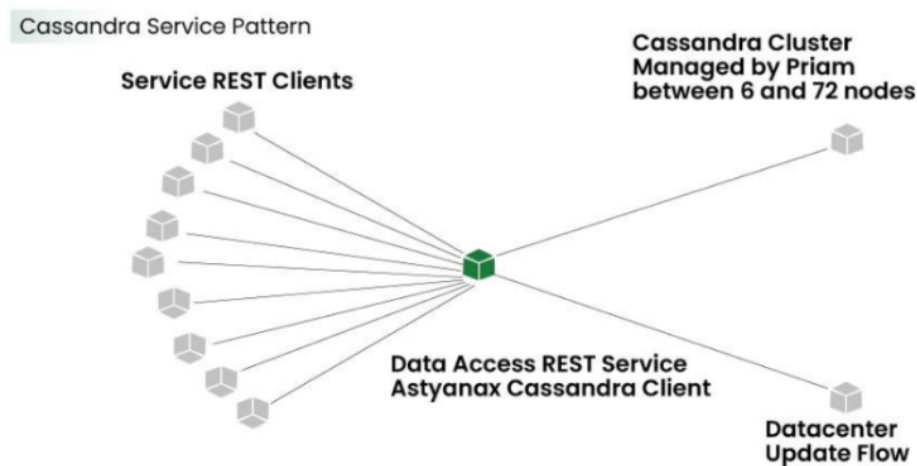 Cassandra Service Pattern
Service REST Clients
Cassandra Cluster
Managed by Priam
between 6 and 72 nodes
Data Access REST Service
Astyanax Cassandra Client
Datacenter
Update Flow